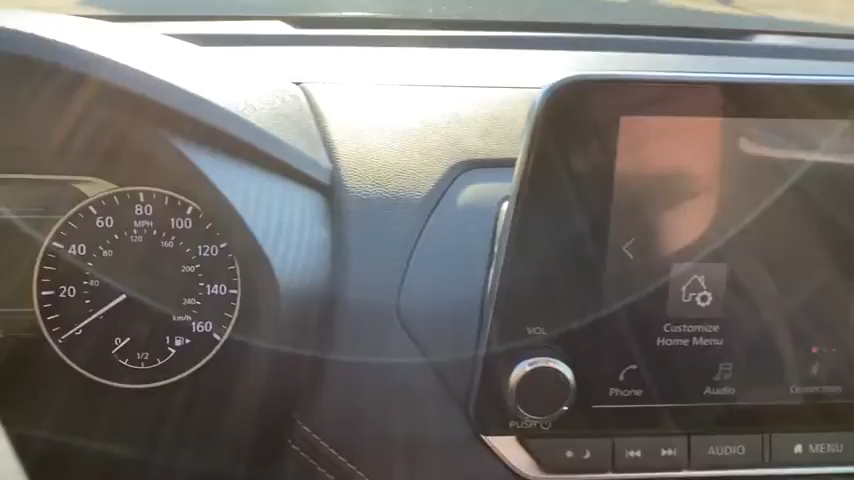 20 40 60 80 100 120 140 160
MPH
40 80 120 160 200 240
km/h
0 1/2 1
VOL
PUSH
Customize
Home Menu
Phone
Audio
AUDIO
MENU